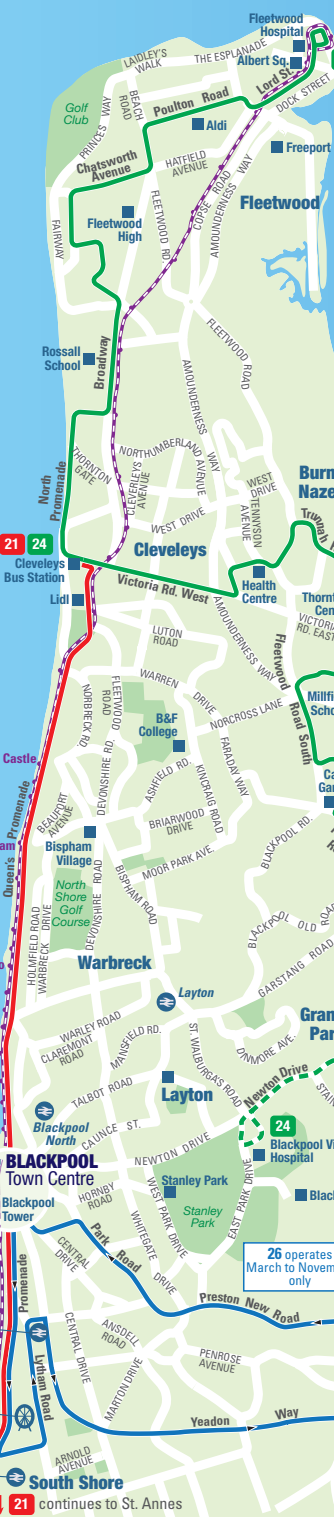 Fleetwood
Hospital
LAIDLEY'S
WALK
THE ESPLANADE
Albert Sq.
Lord St.
DOCK STREET
Golf
Club
PRINCES WAY
BEACH
ROAD
Poulton Road
Aldi
Freeport
Chatsworth
Avenue
HATFIELD
AVENUE
COPSE ROAD
AMOUNDERNESS WAY
Fleetwood
FAIRWAY
Fleetwood
High
FLEETWOOD RD.
Rossall
School
Broadway
FLEETWOOD ROAD
AMOUNDERNESS WAY
North
Promenade
THORNTON
GATE
CLEVERLEYS
AVENUE
NORTHUMBERLAND
AVENUE
WEST
DRIVE
TENNYSON
AVENUE
Burn
Naze
Trunnah
WEST DRIVE
21 24
Cleveleys
Bus Station
Cleveleys
Victoria Rd. West
Health
Centre
Lidl
AMOUNDERNESS WAY
VICTORIA
RD. EAST
LUTON
ROAD
Fleetwood
Road South
WARREN
DRIVE
NORBRECK RD.
FLEETWOOD
ROAD
DEVONSHIRE RD.
B&F
College
NORCROSS LANE
Castle
ASHFIELD RD.
KINCRAIG ROAD
FARADAY WAY
BEAUFORT
AVENUE
Queen's Promenade
BRIARWOOD
DRIVE
BLACKPOOL RD.
Bispham
Village
MOOR PARK AVE.
BISPHAM ROAD
North
Shore
Golf
Course
DEVONSHIRE ROAD
HOLMFIELD ROAD
WARBRECK DRIVE
BLACKPOOL OLD ROAD
GARSTANG ROAD
Warbreck
Layton
WARLEY ROAD
CLAREMONT
ROAD
MANSFIELD RD.
ST. WALBURGAS ROAD
DINMORE AVE.
TALBOT ROAD
Layton
Newton Drive
Blackpool
North
CAUNCE ST.
NEWTON DRIVE
24
BLACKPOOL
Town Centre
HORNBY
ROAD
WEST PARK DRIVE
Stanley Park
Stanley
Park
EAST PARK DRIVE
Hospital
Blackpool
Tower
Park Road
WHITEGATE DRIVE
CENTRAL
DRIVE
26 operates
only
Promenade
Preston New Road
Lytham Road
CENTRAL DRIVE
ANSDELL
ROAD
MARTON DRIVE
PENROSE
AVENUE
Yeadon Way
ARNOLD
AVENUE
South Shore
21 continues to St. Annes